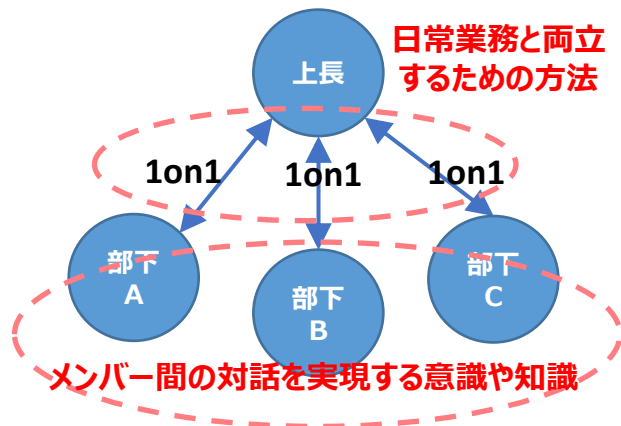 日常業務と両立
するための方法
上長
1on1
1on1
1on1
部下
A
部下
B
部下
C
メンバー間の対話を実現する意識や知識